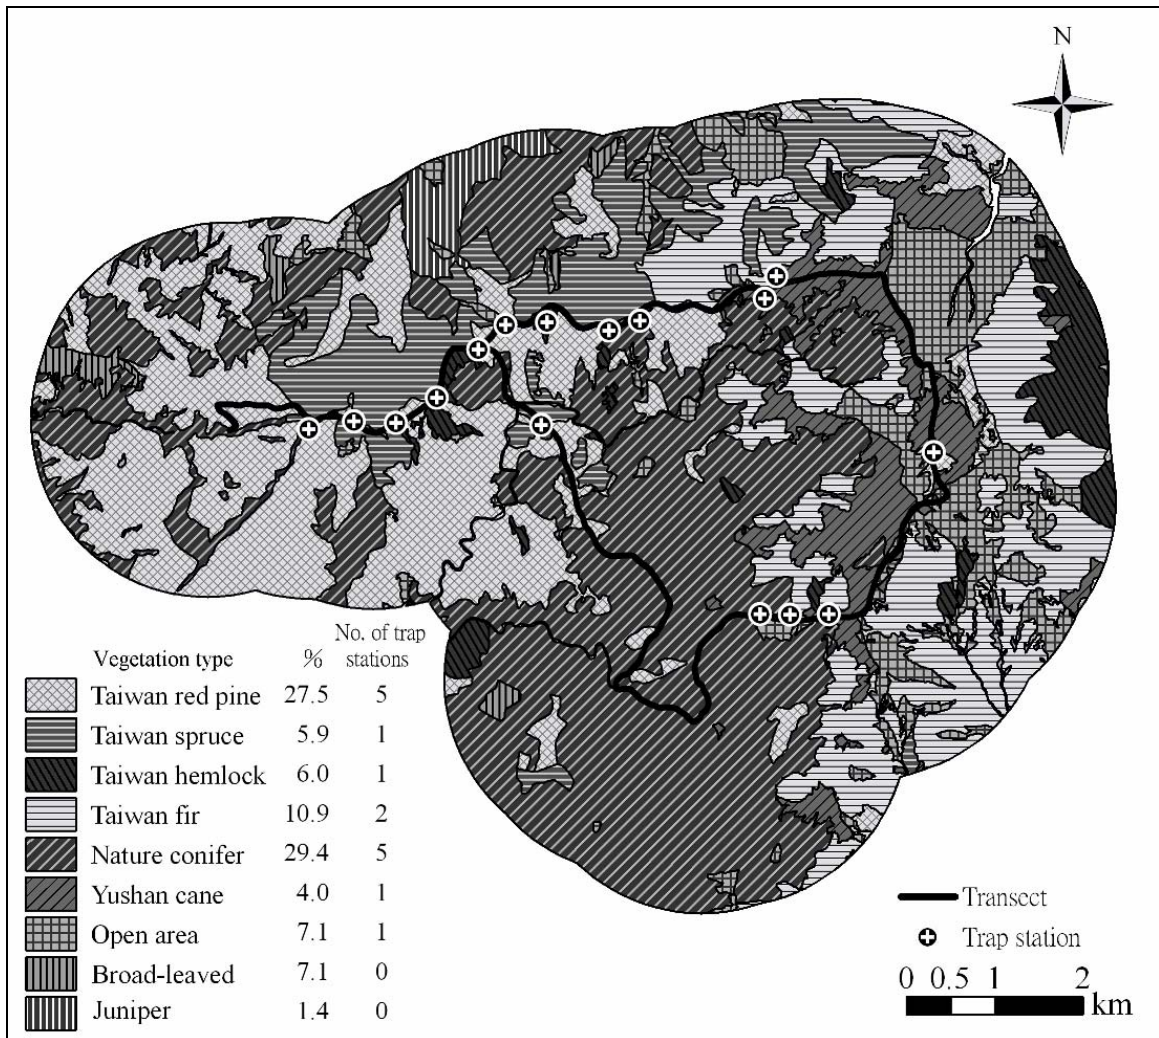 N
No. of trap
Vegetation type % stations
Taiwan red pine 27.5 5
Taiwan spruce 5.9 1
Taiwan hemlock 6.0 1
Taiwan fir 10.9 2
Nature conifer 29.4 5
Yushan cane 4.0 1
Open area 7.1 1
Broad-leaved 7.1 0
Juniper 1.4 0
Transect
Trap station
0 0.5 1 2
km